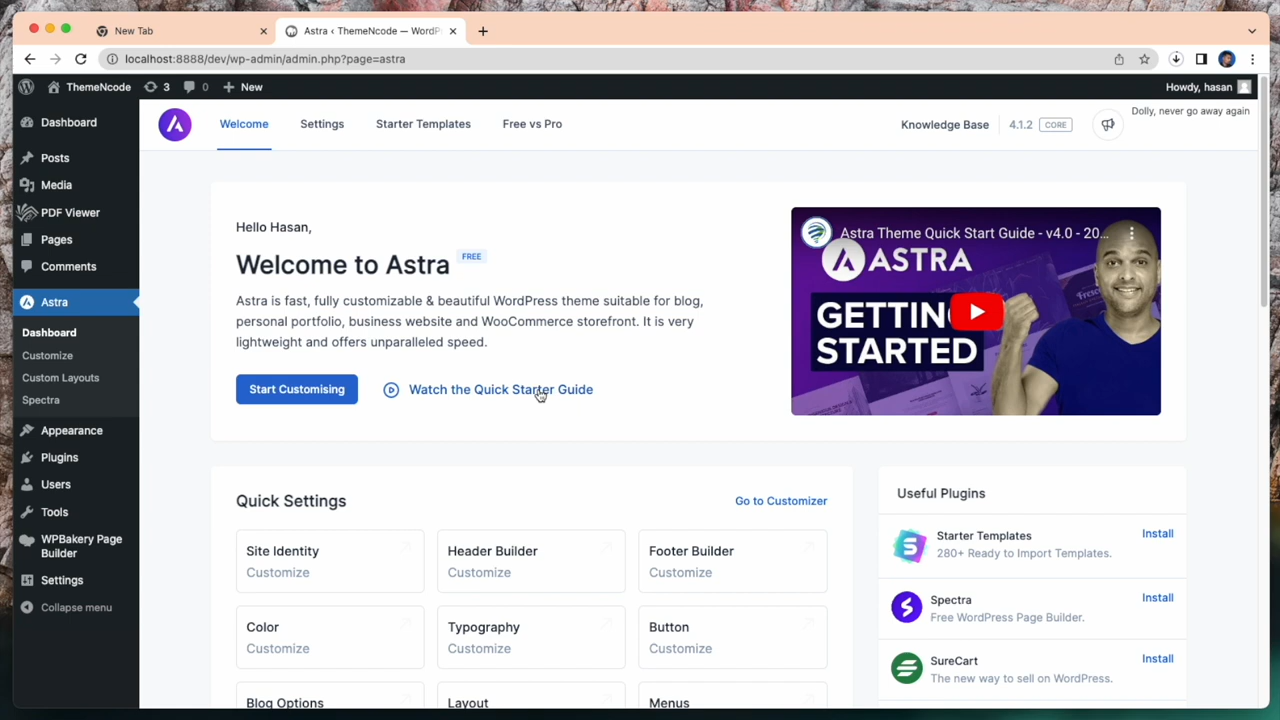 New Tab
Astra ‹ ThemeNcode — WordP
localhost:8888/dev/wp-admin/admin.php?page=astra
ThemeNcode
3
0
New
Howdy, hasan
Dolly, never go away again
Dashboard
Posts
Media
PDF Viewer
Pages
Comments
Astra
Dashboard
Customize
Custom Layouts
Spectra
Appearance
Plugins
Users
Tools
WPBakery Page
Builder
Settings
Collapse menu
Welcome
Settings
Starter Templates
Free vs Pro
Knowledge Base
4.1.2
CORE
Hello Hasan,
Welcome to Astra
FREE
Astra is fast, fully customizable & beautiful WordPress theme suitable for blog,
personal portfolio, business website and WooCommerce storefront. It is very
lightweight and offers unparalleled speed.
Start Customising
Watch the Quick Starter Guide
Astra Theme Quick Start Guide - v4.0 - 20...
ASTRA
GETTING
STARTED
Quick Settings
Go to Customizer
Site Identity
Customize
Header Builder
Customize
Footer Builder
Customize
Color
Customize
Typography
Customize
Button
Customize
Blog Options
Layout
Menus
Useful Plugins
Starter Templates
Install
280+ Ready to Import Templates.
Spectra
Install
Free WordPress Page Builder.
SureCart
Install
The new way to sell on WordPress.